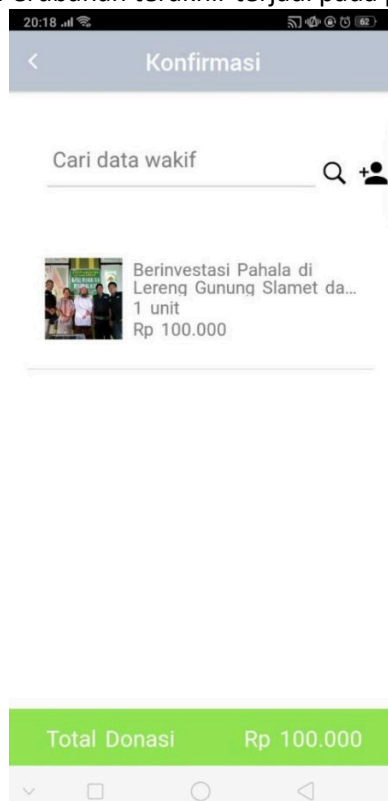 20:18
62
Konfirmasi
Cari data wakif
Berinvestasi Pahala di
Lereng Gunung Slamet da...
1 unit
Rp 100.000
Total Donasi Rp 100.000